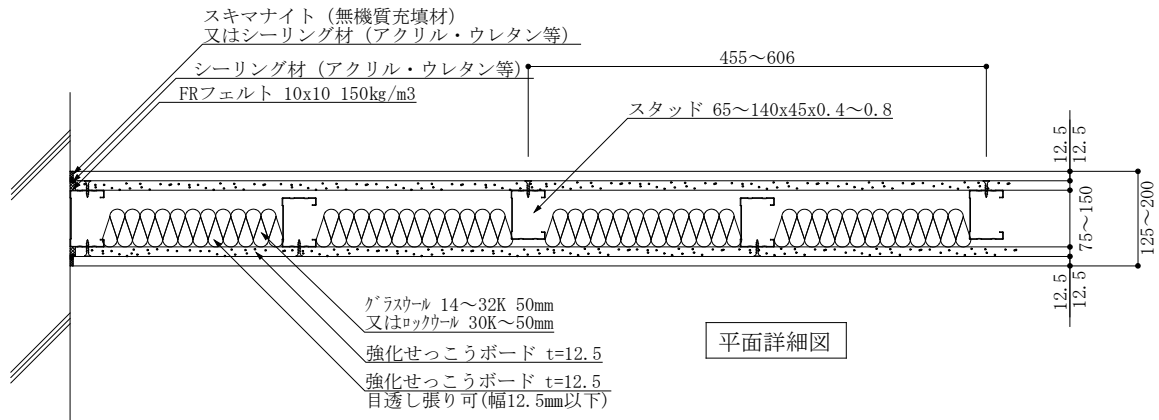 スキマナイト (無機質充填材)
又はシーリング材 (アクリル・ウレタン等)
シーリング材 (アクリル・ウレタン等)
FRフェルト 10x10 150kg/m3
455～606
スタッド 65～140x45x0.4～0.8
12.5
12.5
75～150
125～200
12.5
12.5
グラスウール 14～32K 50mm
又はロックウール 30K～50mm
強化せっこうボード t=12.5
強化せっこうボード t=12.5
目透し張り可(幅12.5mm以下)
平面詳細図